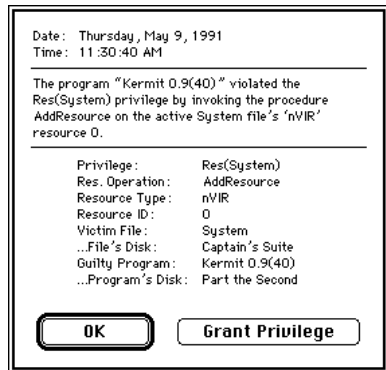 Date: Thursday, May 9, 1991
Time: 11:30:40 AM
The program “Kermit 0.9(40)” violated the
Res(System) privilege by invoking the procedure
AddResource on the active System file's ‘nVIR’
resource 0.
Privilege: Res(System)
Res. Operation: AddResource
Resource Type: nVIR
Resource ID: 0
Victim File: System
...File's Disk: Captain's Suite
Guilty Program: Kermit 0.9(40)
...Program's Disk: Part the Second
OK Grant Privilege